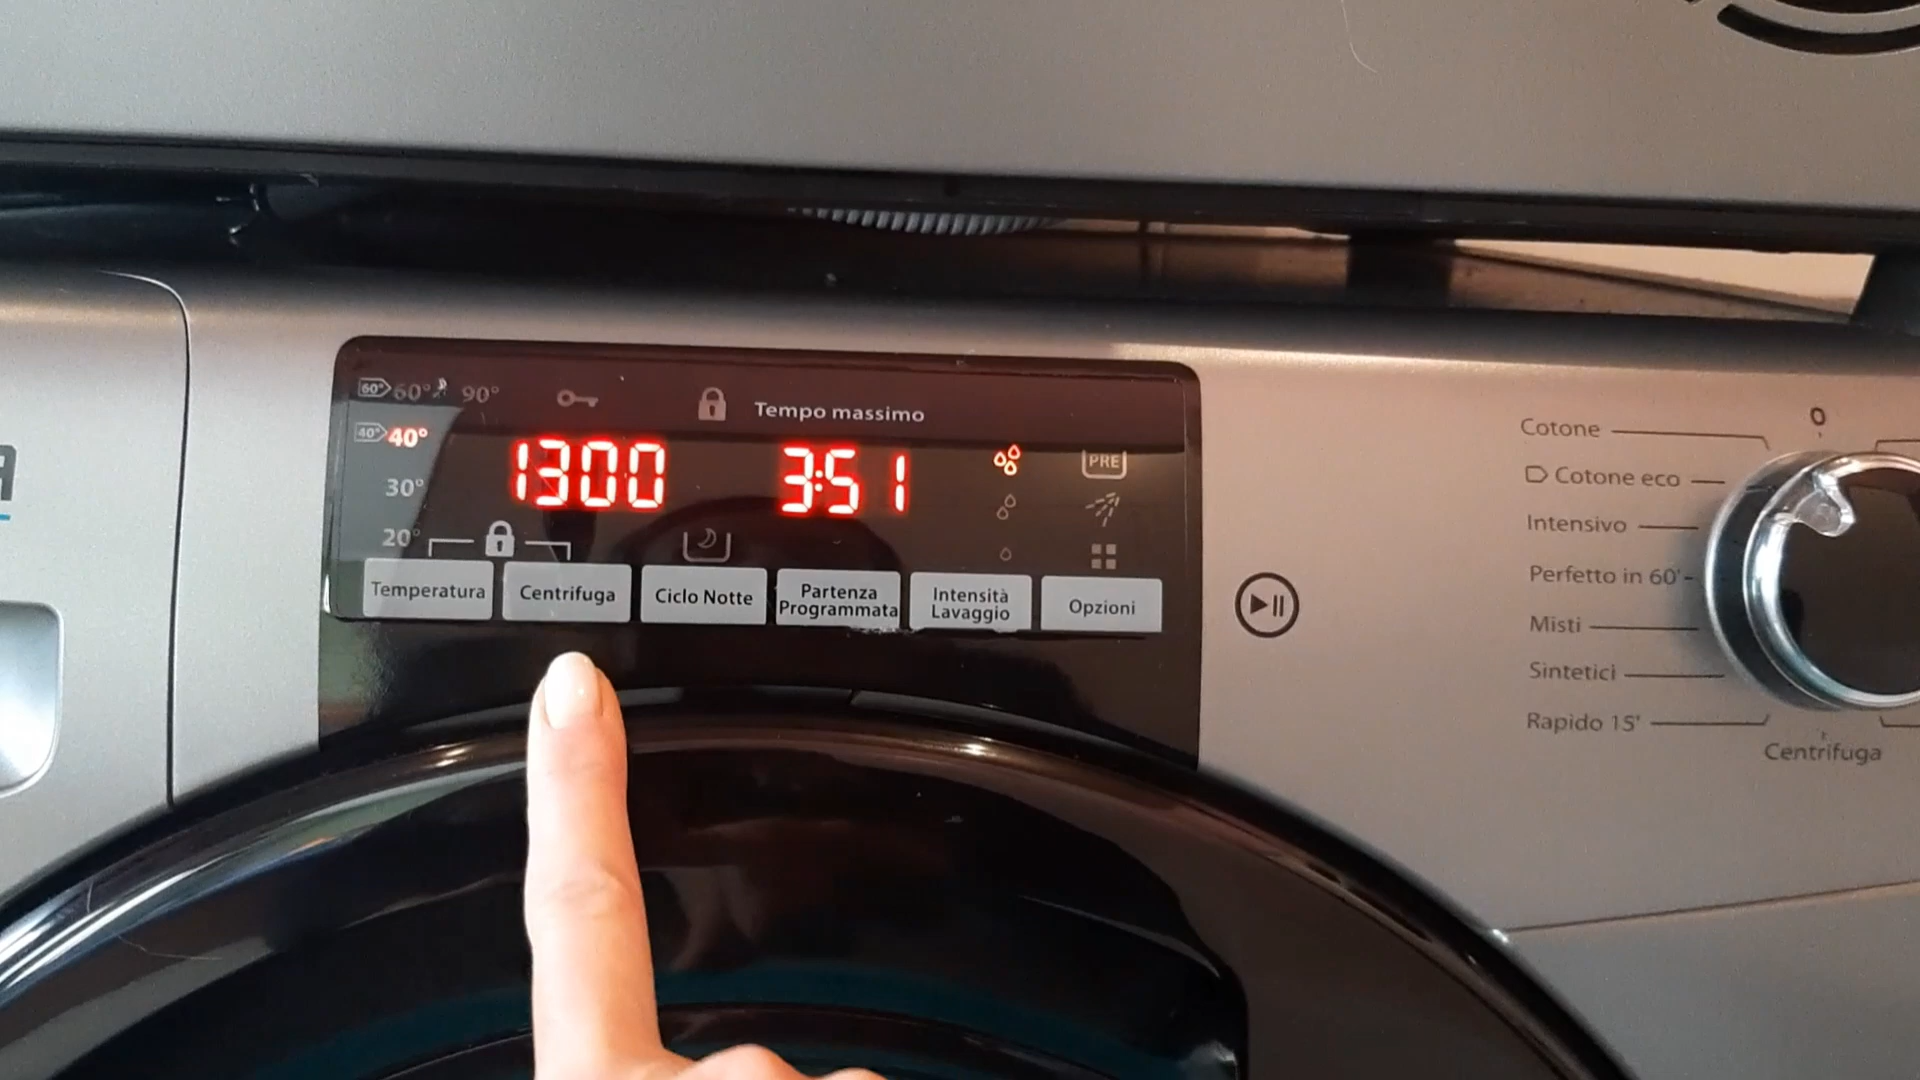 60° 60° 90°
Tempo massimo
40° 40°
1300
3:51
PRE
30°
20°
Temperatura
Centrifuga
Ciclo Notte
Partenza
Programmata
Intensità
Lavaggio
Opzioni
0
Cotone
Cotone eco
Intensivo
Perfetto in 60'
Misti
Sintetici
Rapido 15'
Centrifuga